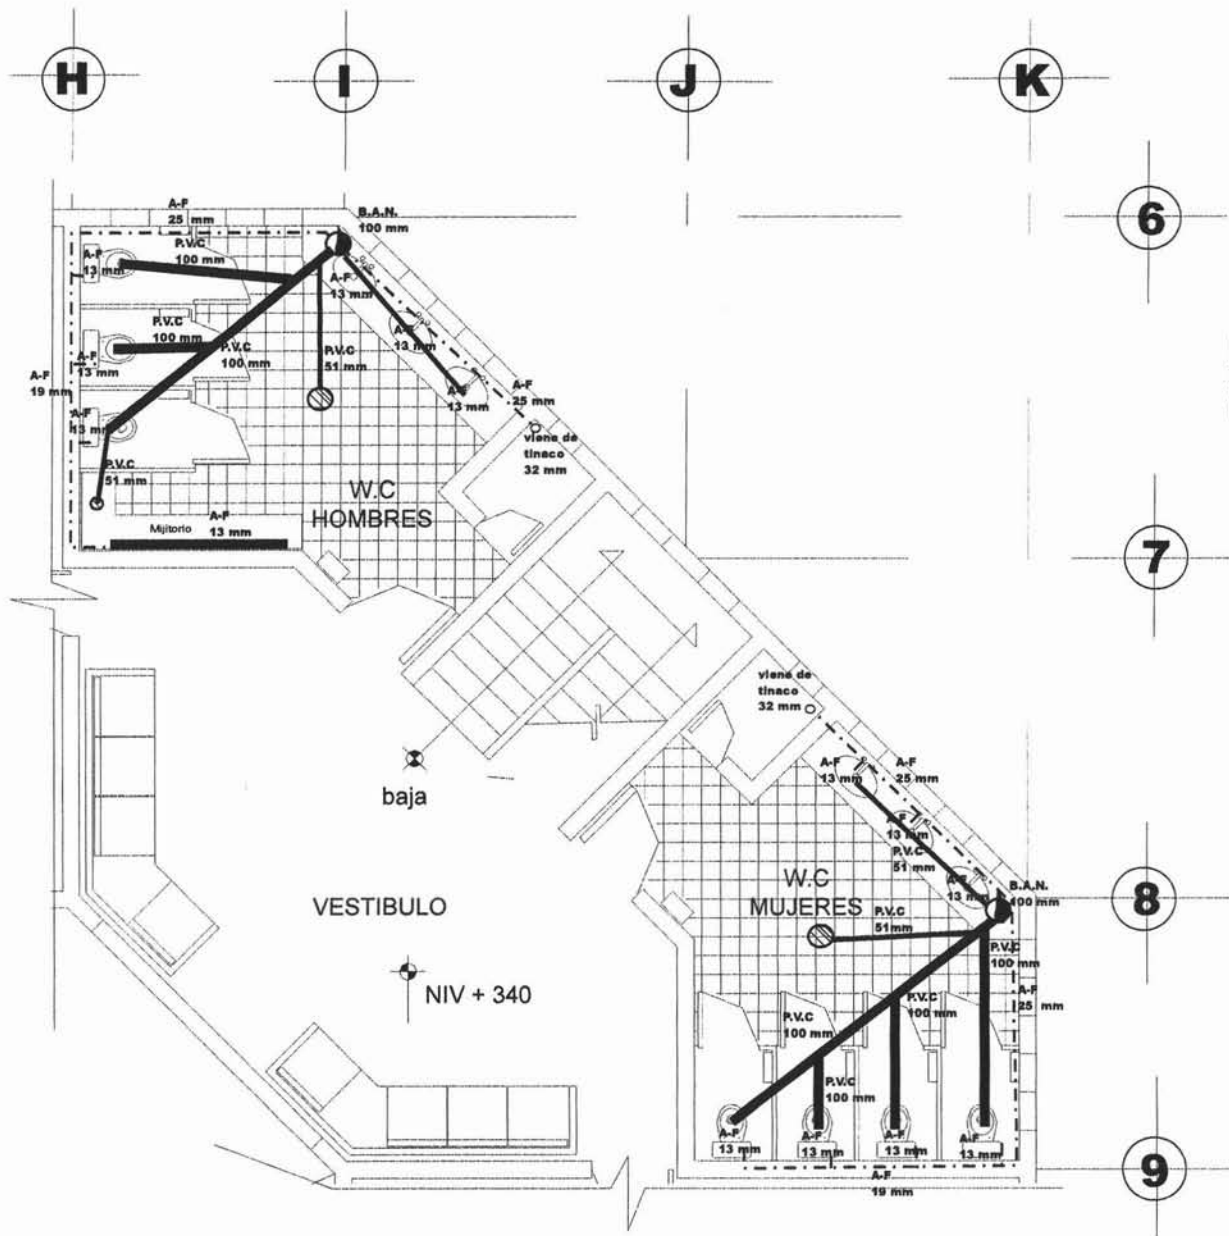 H
I
J
K
6
7
8
9
A-F
25 mm
B.A.N.
100 mm
P.V.C
100 mm
A-F
13 mm
A-F
13 mm
P.V.C
100 mm
P.V.C
100 mm
A-F
13 mm
P.V.C
51 mm
A-F
13 mm
A-F
19 mm
A-F
13 mm
A-F
25 mm
A-F
13 mm
viene de
tinaco
32 mm
P.V.C
51 mm
W.C
HOMBRES
Mijitorio
A-F
13 mm
viene de
tinaco
32 mm
baja
A-F
13 mm
A-F
25 mm
A-F
13 mm
P.V.C
51 mm
A-F
13 mm
B.A.N.
100 mm
W.C
MUJERES
P.V.C
51mm
VESTIBULO
P.V.C
100 mm
NIV + 340
A-F
25 mm
P.V.C
100 mm
P.V.C
100 mm
P.V.C
100 mm
A-F
13 mm
A-F
13 mm
A-F
13 mm
A-F
13 mm
A-F
19 mm